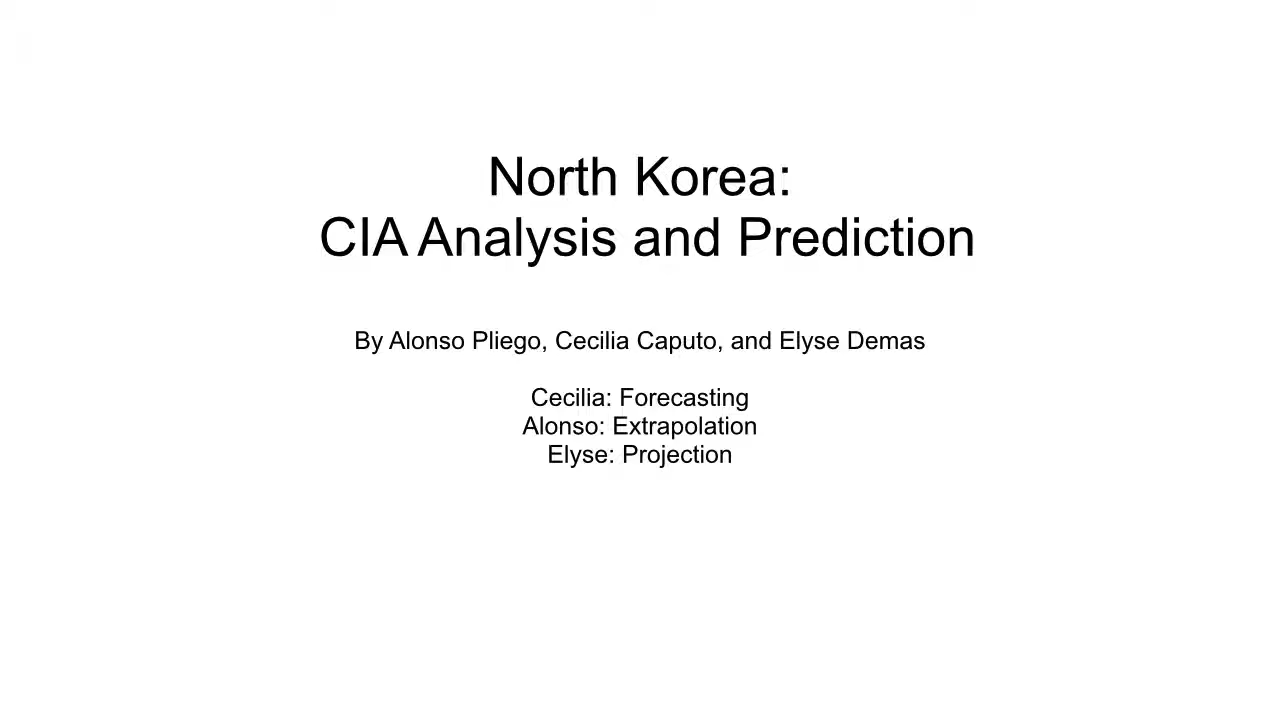 North Korea:
CIA Analysis and Prediction
By Alonso Pliego, Cecilia Caputo, and Elyse Demas
Cecilia: Forecasting
Alonso: Extrapolation
Elyse: Projection